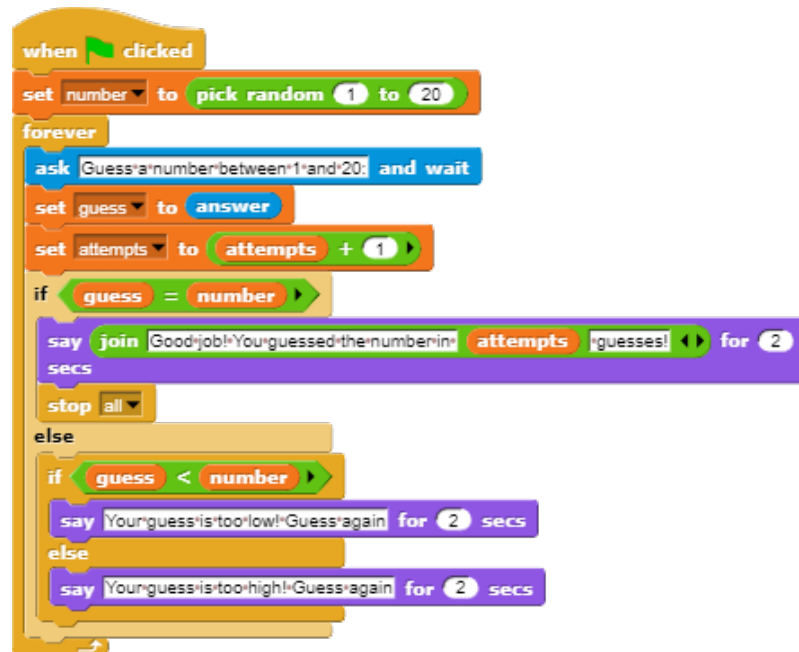 when clicked
set number to pick random 1 to 20
forever
ask Guess a number between 1 and 20: and wait
set guess to answer
set attempts to attempts + 1
if guess = number
say join Good job! You guessed the number in attempts guesses! for 2
secs
stop all
else
if guess < number
say Your guess is too low! Guess again for 2 secs
else
say Your guess is too high! Guess again for 2 secs